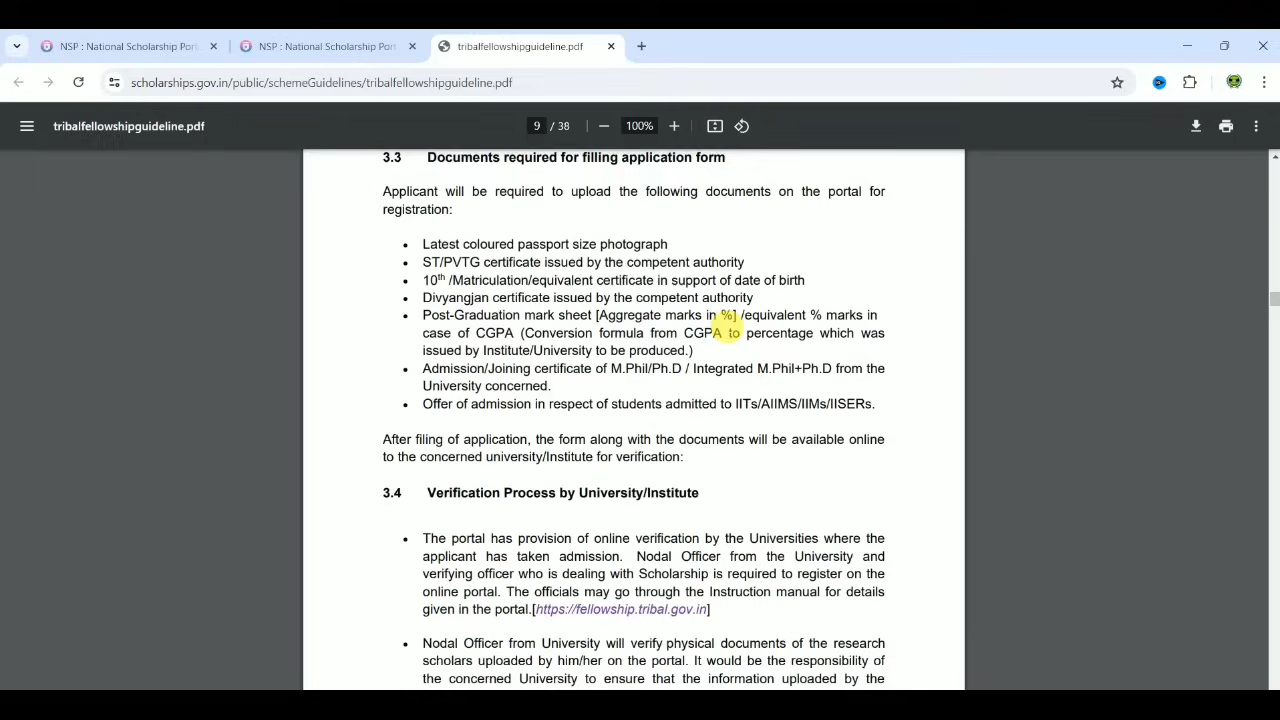 NSP : National Scholarship Port
NSP : National Scholarship Port
tribalfellowshipguideline.pdf
scholarships.gov.in/public/schemeGuidelines/tribalfellowshipguideline.pdf
tribalfellowshipguideline.pdf
9 / 38
100%
3.3 Documents required for filling application form
Applicant will be required to upload the following documents on the portal for
registration:
• Latest coloured passport size photograph
• ST/PVTG certificate issued by the competent authority
• 10th /Matriculation/equivalent certificate in support of date of birth
• Divyangjan certificate issued by the competent authority
• Post-Graduation mark sheet [Aggregate marks in %] /equivalent % marks in
case of CGPA (Conversion formula from CGPA to percentage which was
issued by Institute/University to be produced.)
• Admission/Joining certificate of M.Phil/Ph.D / Integrated M.Phil+Ph.D from the
University concerned.
• Offer of admission in respect of students admitted to IITs/AIIMS/IIMs/IISERs.
After filing of application, the form along with the documents will be available online
to the concerned university/Institute for verification:
3.4 Verification Process by University/Institute
• The portal has provision of online verification by the Universities where the
applicant has taken admission. Nodal Officer from the University and
verifying officer who is dealing with Scholarship is required to register on the
online portal. The officials may go through the Instruction manual for details
given in the portal.[https://fellowship.tribal.gov.in]
• Nodal Officer from University will verify physical documents of the research
scholars uploaded by him/her on the portal. It would be the responsibility of
the concerned University to ensure that the information uploaded by the